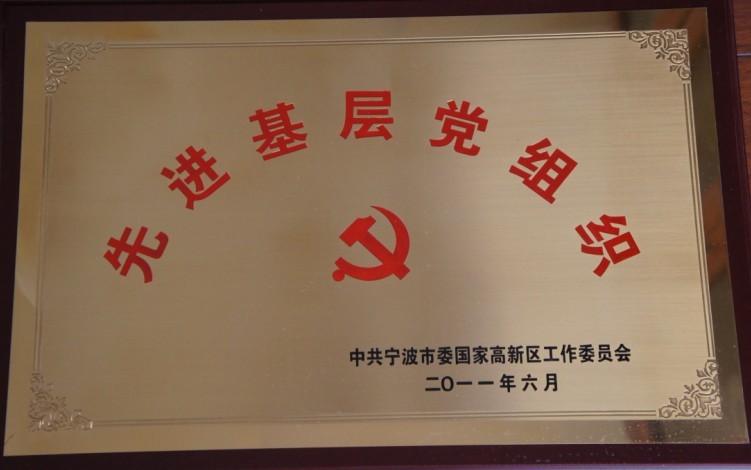 先进基层党组织
中共宁波市委国家高新区工作委员会
二〇一一年六月